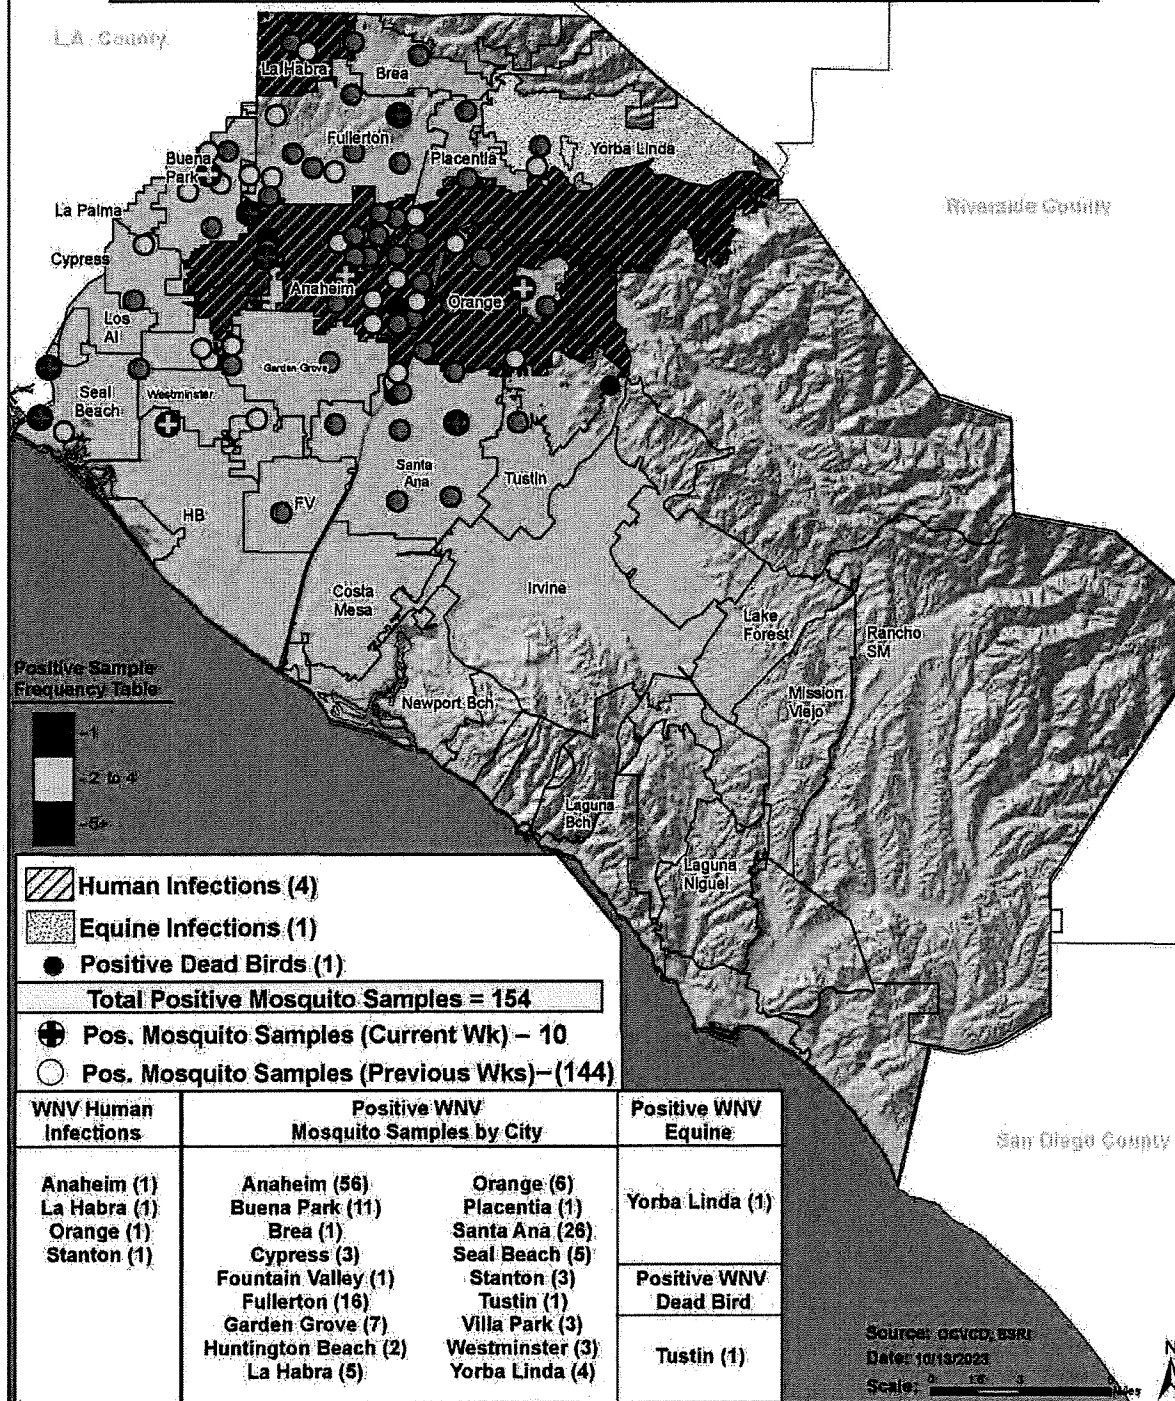 L.A. County
La Habra
Brea
Fullerton
Placentia
Yorba Linda
Buena
Park
La Palma
Riverside County
Cypress
Anaheim
Orange
Los
Al
Garden Grove
Seal
Beach
Westminster
Santa
Ana
Tustin
HB
FV
Costa
Mesa
Irvine
Lake
Forest
Rancho
SM
Positive Sample
Frequency Table
Newport Bch
Mission
Viejo
-1
-2 to 4
-5+
Laguna
Bch
Laguna
Niguel
Human Infections (4)
Equine Infections (1)
Positive Dead Birds (1)
Total Positive Mosquito Samples = 154
Pos. Mosquito Samples (Current Wk) – 10
Pos. Mosquito Samples (Previous Wks)–(144)
WNV Human
Infections
Anaheim (1)
La Habra (1)
Orange (1)
Stanton (1)
Positive WNV
Mosquito Samples by City
Anaheim (56)
Buena Park (11)
Brea (1)
Cypress (3)
Fountain Valley (1)
Fullerton (16)
Garden Grove (7)
Huntington Beach (2)
La Habra (5)
Orange (6)
Placentia (1)
Santa Ana (26)
Seal Beach (5)
Stanton (3)
Tustin (1)
Villa Park (3)
Westminster (3)
Yorba Linda (4)
Positive WNV
Equine
Yorba Linda (1)
Positive WNV
Dead Bird
Tustin (1)
San Diego County
Source: OCVCD, ESRI
Date: 10/13/2023
Scale:
N